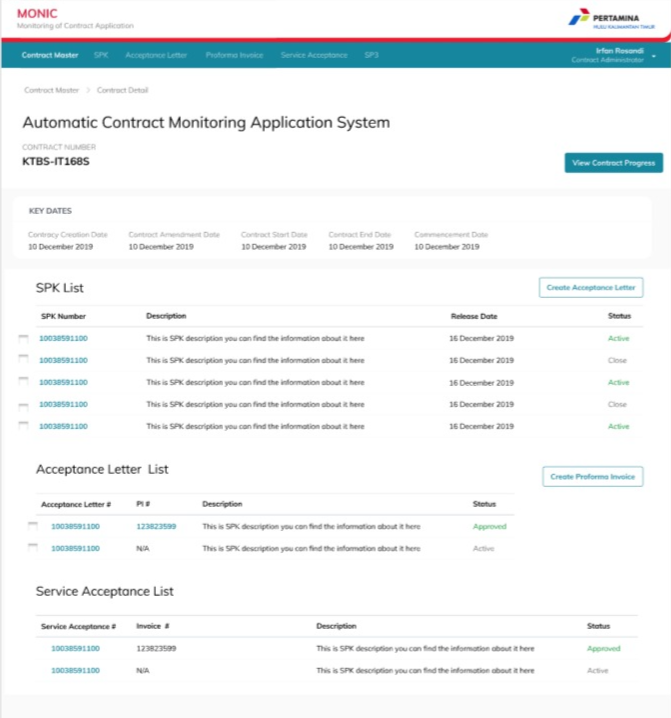 MONIC
Monitoring of Contract Application
PERTAMINA
HULU KALIMANTAN TIMUR
Contract Master SPK Acceptance Letter Proforma Invoice Service Acceptance SP3
Irfan Rosandi
Contract Administrator
Contract Master > Contract Detail
Automatic Contract Monitoring Application System
CONTRACT NUMBER
KTBS-IT168S
View Contract Progress
KEY DATES
Contracy Creation Date Contract Amendment Date Contract Start Date Contract End Date Commencement Date
10 December 2019 10 December 2019 10 December 2019 10 December 2019 10 December 2019
SPK List
Create Acceptance Letter
SPK Number Description Release Date Status
10038591100 This is SPK description you can find the information about it here 16 December 2019 Active
10038591100 This is SPK description you can find the information about it here 16 December 2019 Close
10038591100 This is SPK description you can find the information about it here 16 December 2019 Active
10038591100 This is SPK description you can find the information about it here 16 December 2019 Close
10038591100 This is SPK description you can find the information about it here 16 December 2019 Active
Acceptance Letter List
Create Proforma Invoice
Acceptance Letter # PI # Description Status
10038591100 123823599 This is SPK description you can find the information about it here Approved
10038591100 N/A This is SPK description you can find the information about it here Active
Service Acceptance List
Service Acceptance # Invoice # Description Status
10038591100 123823599 This is SPK description you can find the information about it here Approved
10038591100 N/A This is SPK description you can find the information about it here Active